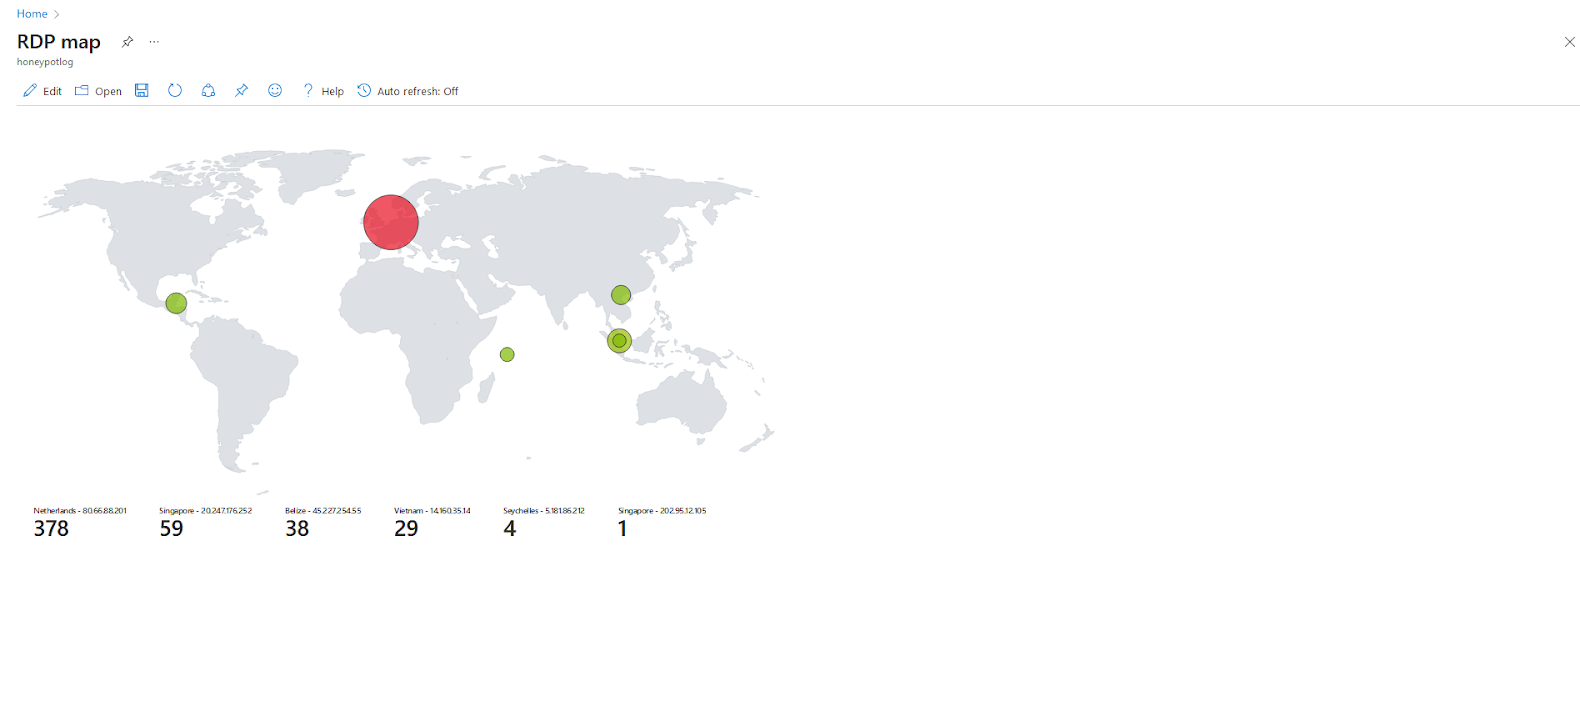 Home
RDP map
honeypotlog
Edit Open Help Auto refresh: Off
Netherlands - 80.66.88.201 Singapore - 20.247.176.252 Belize - 45.227.254.55 Vietnam - 14.160.35.14 Seychelles - 5.181.86.212 Singapore - 202.95.12.105
378 59 38 29 4 1